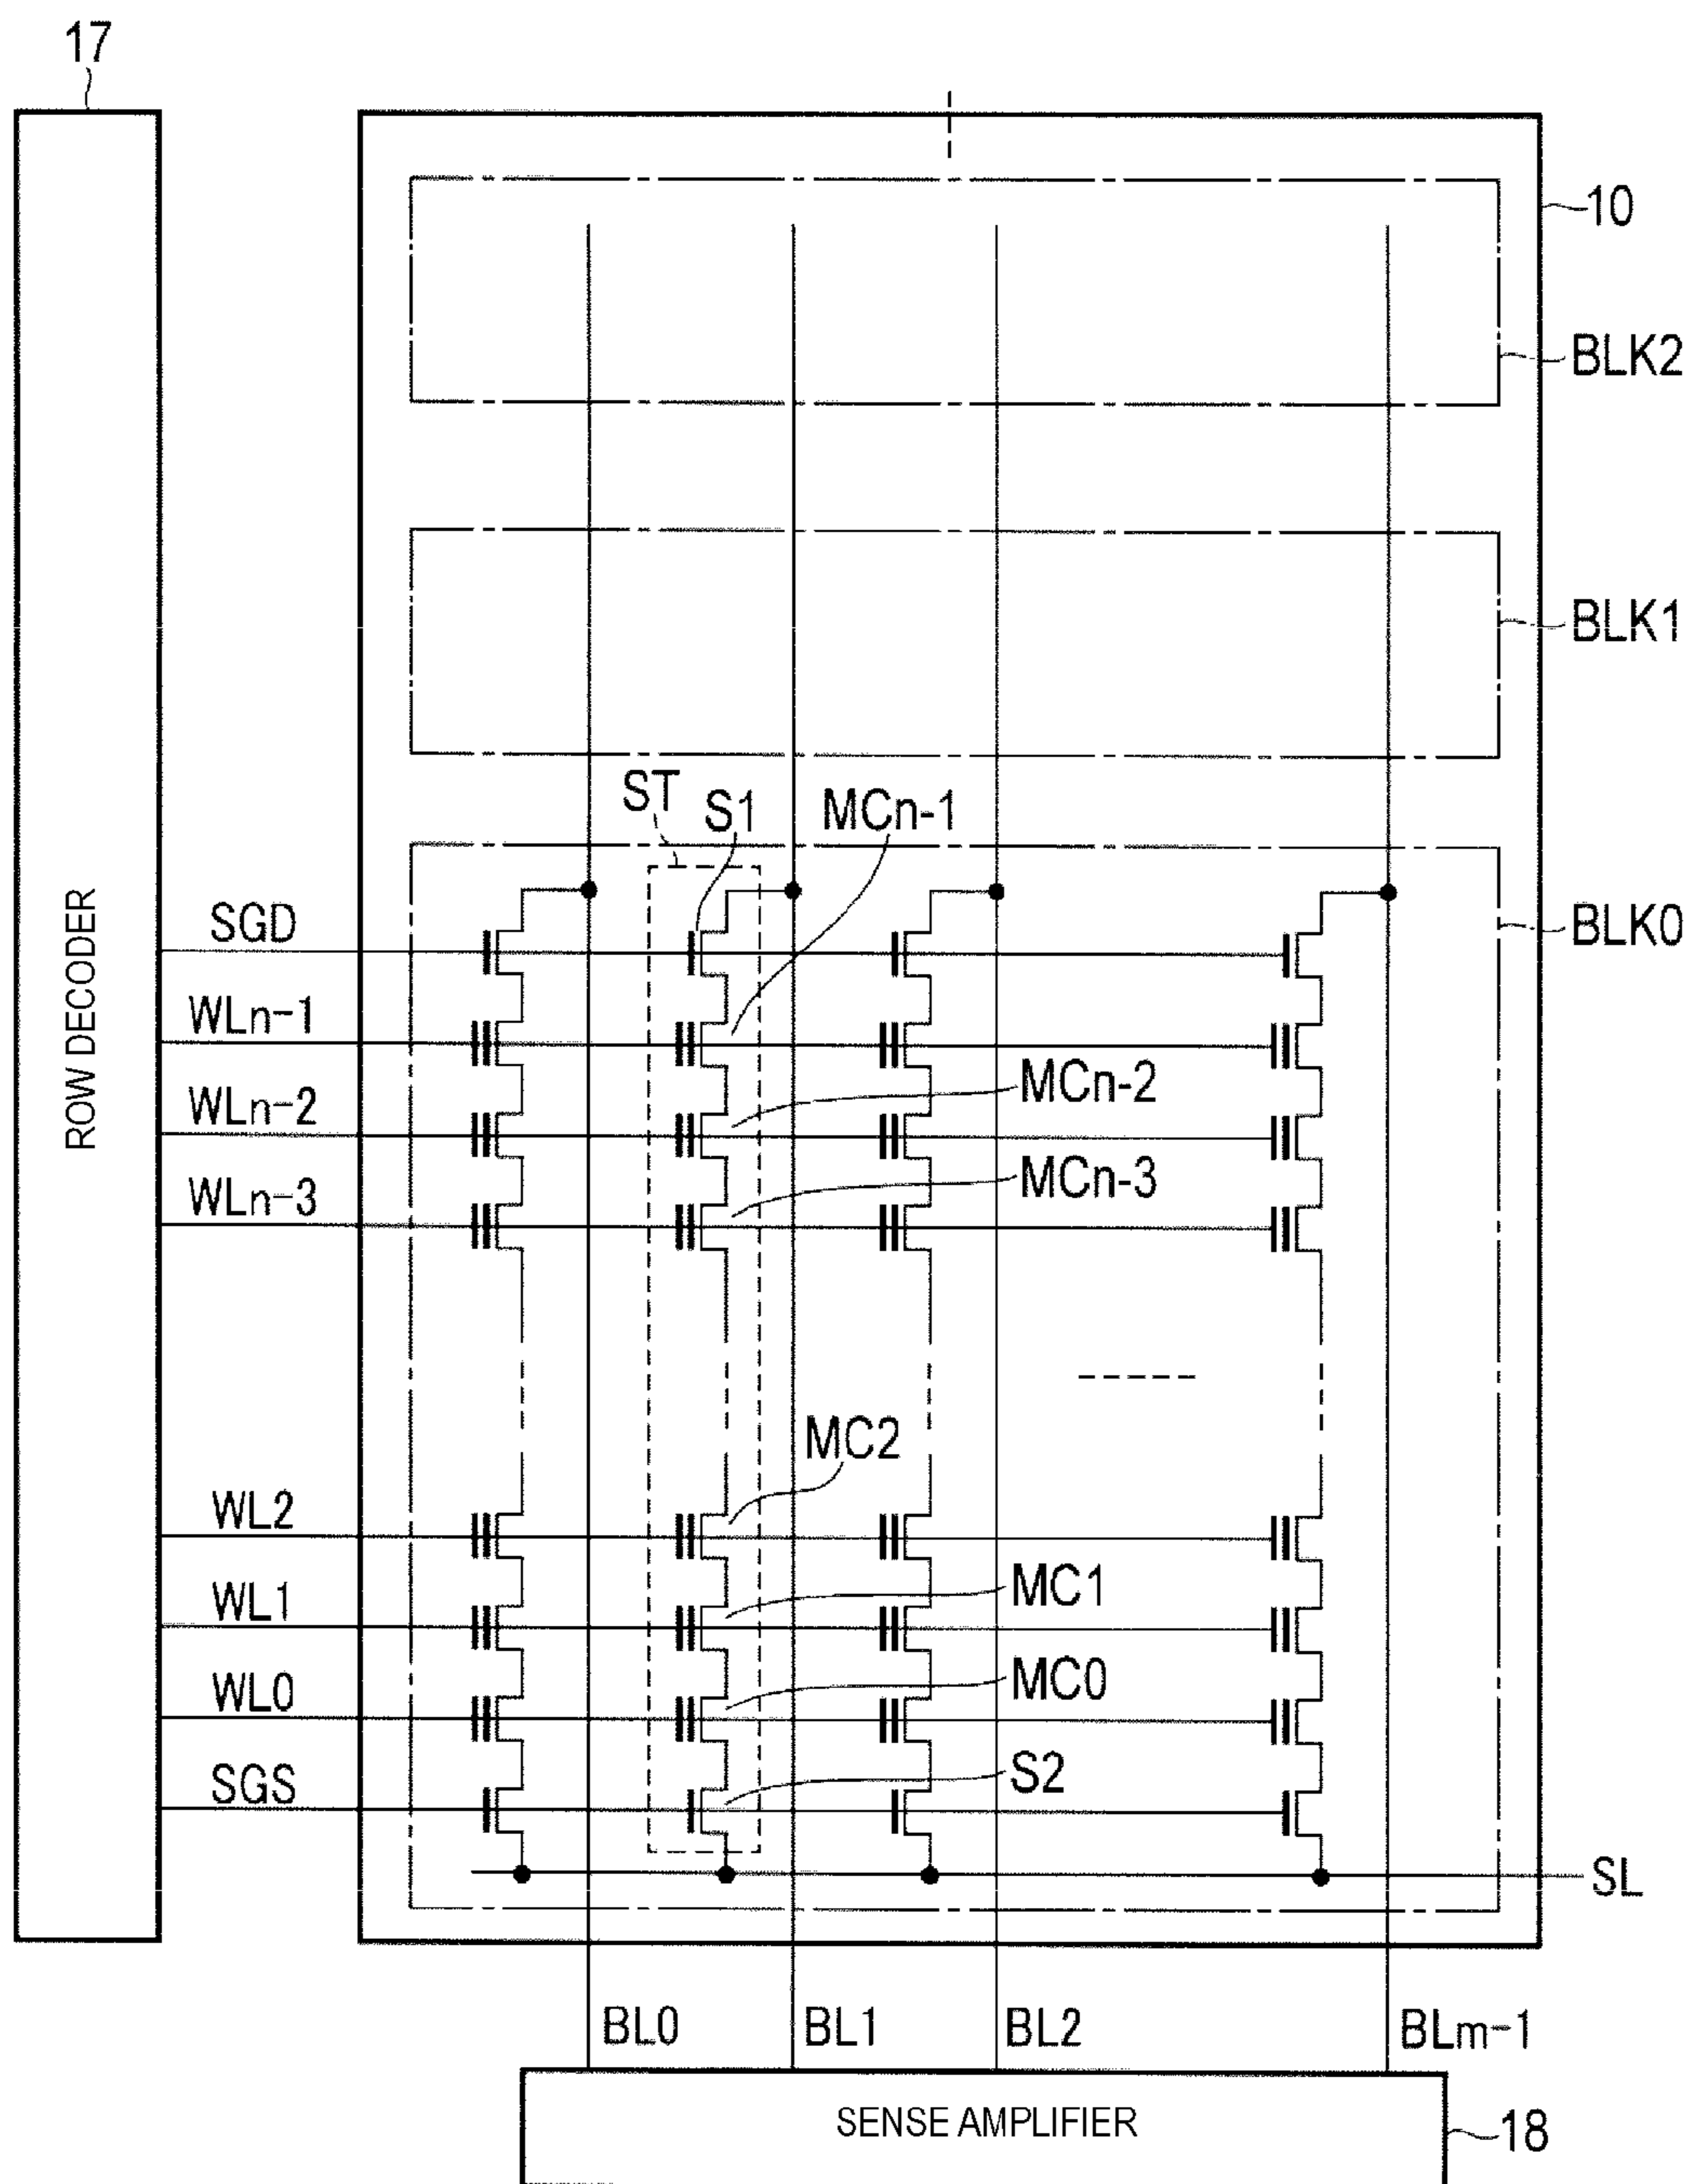 17
10
BLK2
BLK1
ST
S1
MCn-1
BLK0
SGD
WLn-1
MCn-2
WLn-2
MCn-3
WLn-3
ROW DECODER
MC2
WL2
MC1
WL1
MC0
WL0
S2
SGS
SL
BL0
BL1
BL2
BLm-1
SENSE AMPLIFIER
18